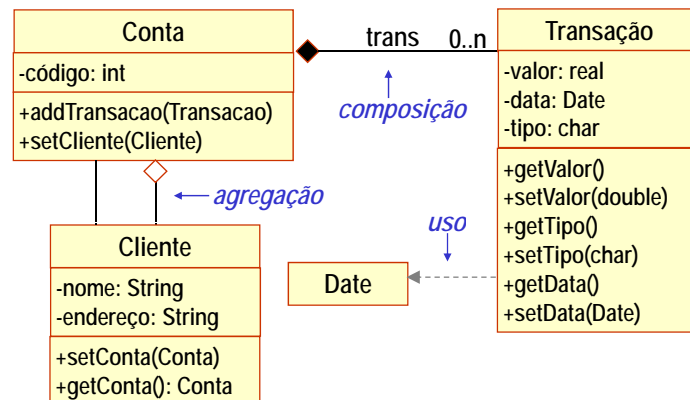 Conta
-código: int
+addTransacao(Transacao)
+setCliente(Cliente)
trans 0..n
composição
Transação
-valor: real
-data: Date
-tipo: char
+getValor()
+setValor(double)
+getTipo()
+setTipo(char)
+getData()
+setData(Date)
agregação
uso
Cliente
-nome: String
-endereço: String
+setConta(Conta)
+getConta(): Conta
Date